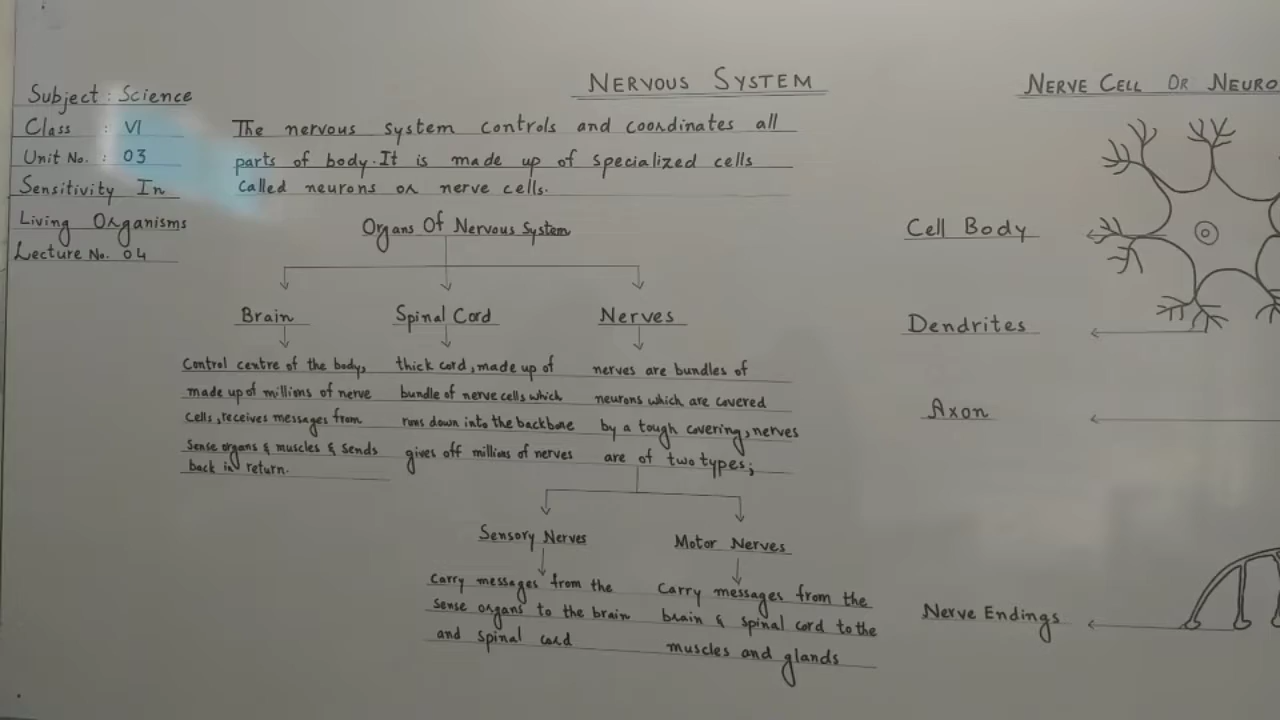 Subject : Science
Class : VI
Unit No. : 03
Sensitivity In
Living Organisms
Lecture No. 04
NERVOUS SYSTEM
The nervous system controls and coordinates all
parts of body. It is made up of specialized cells
called neurons or nerve cells.
Organs Of Nervous System
Brain
Control centre of the body,
made up of millions of nerve
cells, receives messages from
sense organs & muscles & sends
back in return.
Spinal Cord
thick cord, made up of
bundle of nerve cells which
runs down into the backbone
gives off millions of nerves
Nerves
nerves are bundles of
neurons which are covered
by a tough covering, nerves
are of two types;
Sensory Nerves
Carry messages from the
sense organs to the brain
and spinal cord
Motor Nerves
Carry messages from the
brain & spinal cord to the
muscles and glands
NERVE CELL OR NEURO
Cell Body
Dendrites
Axon
Nerve Endings